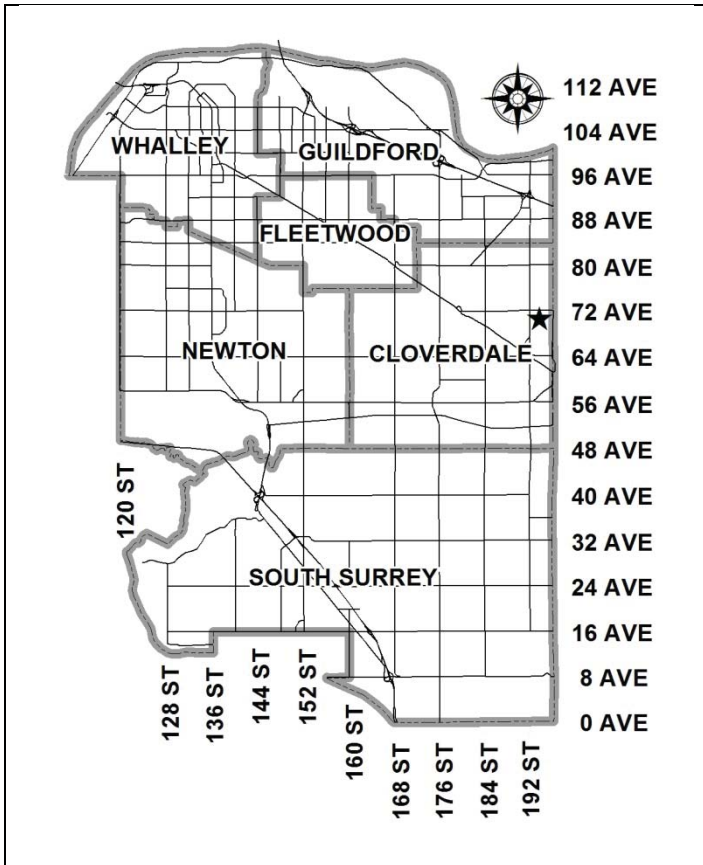 112 AVE
104 AVE
WHALLEY
GUILDFORD
96 AVE
88 AVE
FLEETWOOD
80 AVE
72 AVE
NEWTON
CLOVERDALE
64 AVE
56 AVE
48 AVE
120 ST
40 AVE
32 AVE
SOUTH SURREY
24 AVE
16 AVE
128 ST
136 ST
144 ST
152 ST
160 ST
8 AVE
0 AVE
168 ST
176 ST
184 ST
192 ST